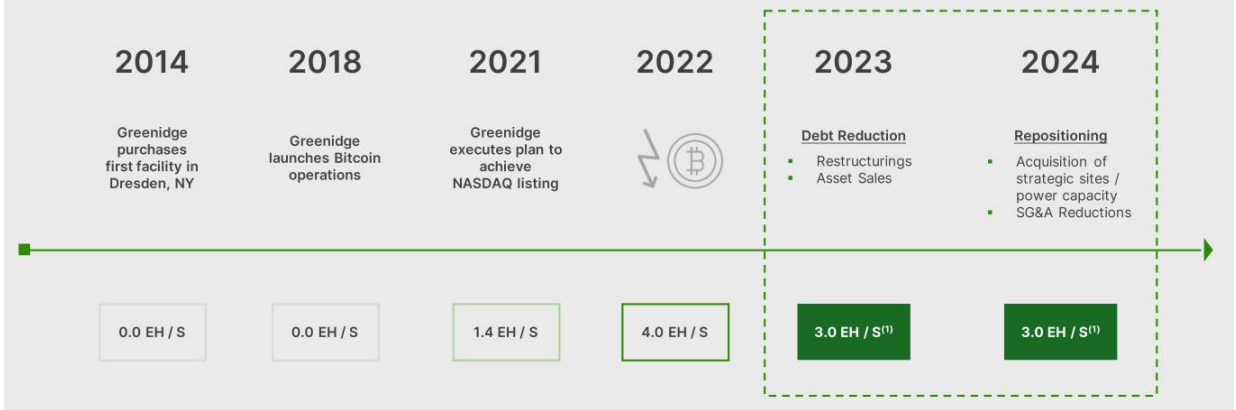 2014
2018
2021
2022
2023
2024
Greenidge
purchases
first facility in
Dresden, NY
Greenidge
launches Bitcoin
operations
Greenidge
executes plan to
achieve
NASDAQ listing
Debt Reduction
▪ Restructurings
▪ Asset Sales
Repositioning
▪ Acquisition of
strategic sites /
power capacity
▪ SG&A Reductions
0.0 EH / S
0.0 EH / S
1.4 EH / S
4.0 EH / S
3.0 EH / S(1)
3.0 EH / S(1)